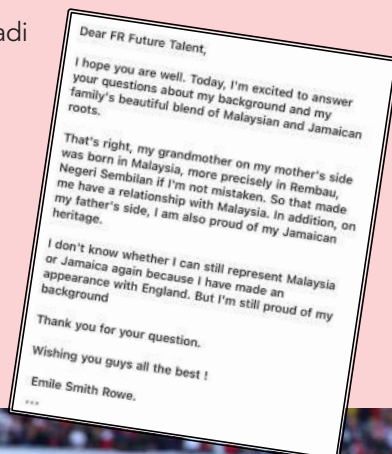 adi
Dear FR Future Talent,
I hope you are well. Today, I'm excited to answer
your questions about my background and my
family's beautiful blend of Malaysian and Jamaican
roots.
That's right, my grandmother on my mother's side
was born in Malaysia, more precisely in Rembau,
Negeri Sembilan if I'm not mistaken. So that made
me have a relationship with Malaysia. In addition, on
my father's side, I am also proud of my Jamaican
heritage.
I don't know whether I can still represent Malaysia
or Jamaica again because I have made an
appearance with England. But I'm still proud of my
background
Thank you for your question.
Wishing you guys all the best !
Emile Smith Rowe.
...